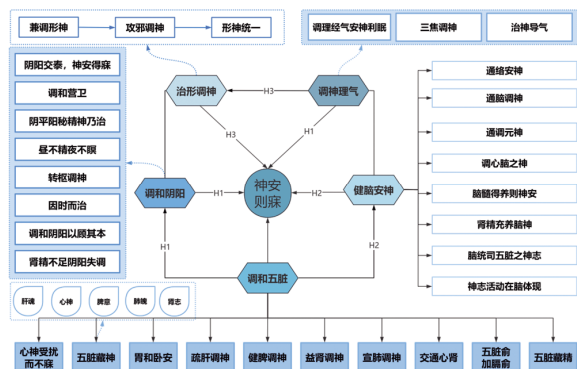 兼调形神
攻邪调神
形神统一
调理经气安神利眠
三焦调神
治神导气
阴阳交泰，神安得寐
调和营卫
阴平阳秘精神乃治
昼不精夜不瞑
转枢调神
因时而治
调和阴阳以顾其本
肾精不足阴阳失调
治形调神
H3
调神理气
H3
H1
调和阴阳
H1
神安
则寐
H2
健脑安神
H1
H2
调和五脏
通络安神
通脑调神
通调元神
调心脑之神
脑髓得养则神安
肾精充养脑神
脑统司五脏之神志
神志活动在脑体现
肝魂
心神
脾意
肺魄
肾志
心神受扰
而不寐
五脏藏神
胃和卧安
疏肝调神
健脾调神
益肾调神
宣肺调神
交通心肾
五脏俞
加膈俞
五脏藏精